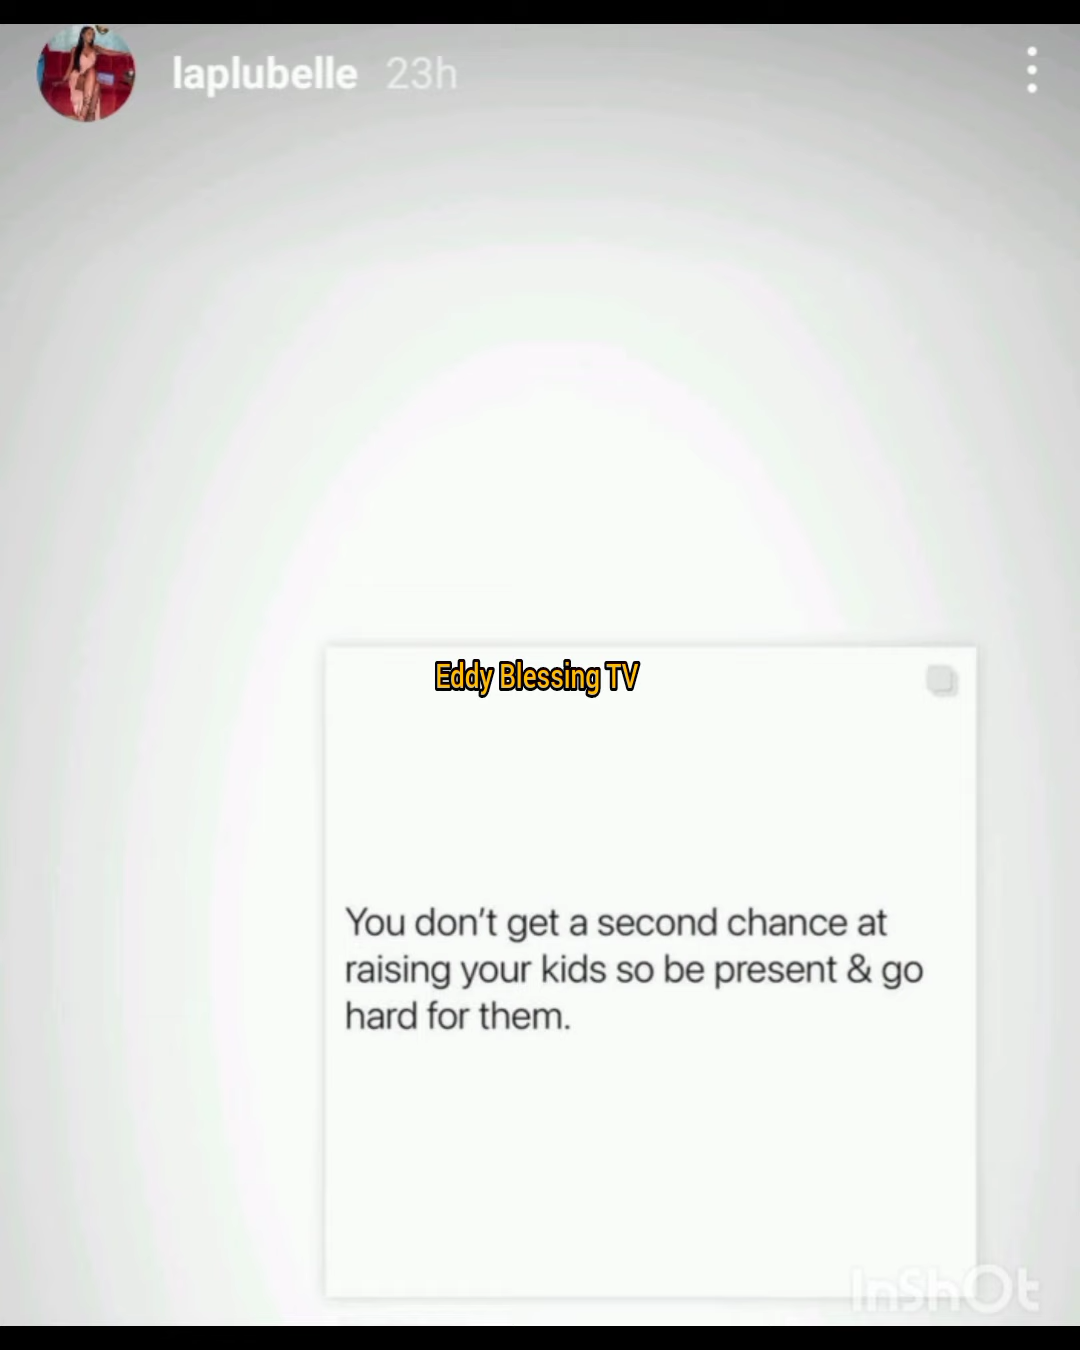 laplubelle 23h
Eddy Blessing TV
You don’t get a second chance at
raising your kids so be present & go
hard for them.
InShOt